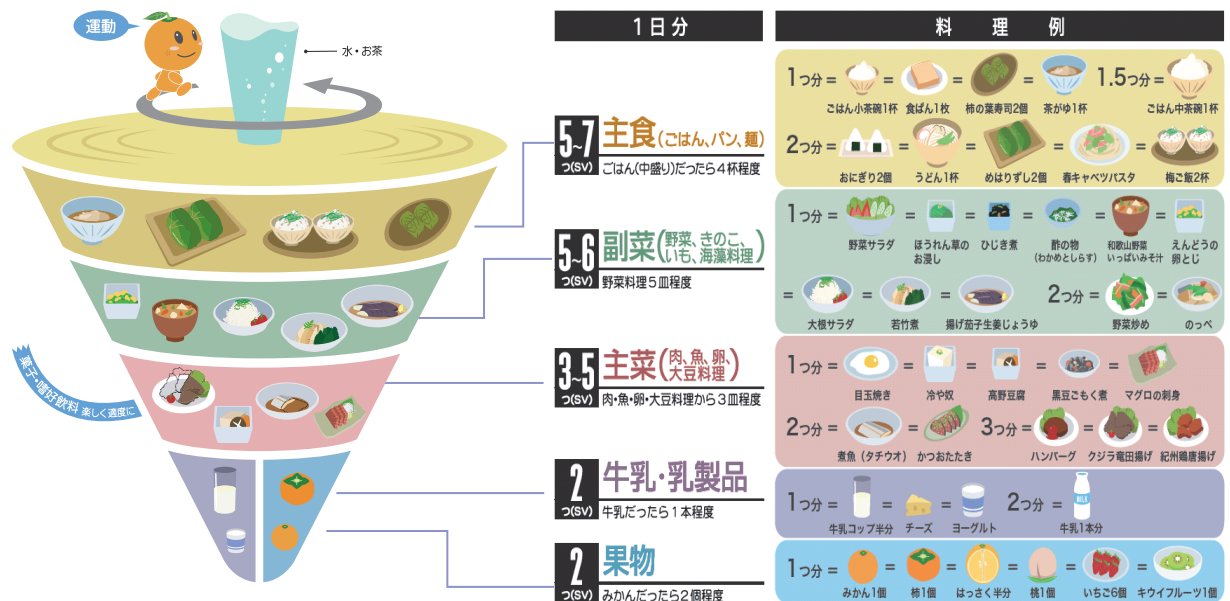 運動
水・お茶
菓子・嗜好飲料 楽しく適度に
1日分
5~7
つ(SV)
主食(ごはん、パン、麺)
ごはん(中盛り)だったら4杯程度
5~6
つ(SV)
副菜(野菜、きのこ、
いも、海藻料理)
野菜料理5皿程度
3~5
つ(SV)
主菜(肉、魚、卵、
大豆料理)
肉・魚・卵・大豆料理から3皿程度
2
つ(SV)
牛乳・乳製品
牛乳だったら1本程度
2
つ(SV)
果物
みかんだったら2個程度
料理例
1つ分 = = = = 1.5つ分 =
ごはん小茶碗1杯 食ぱん1枚 柿の葉寿司2個 茶がゆ1杯 ごはん中茶碗1杯
2つ分 = = = = =
おにぎり2個 うどん1杯 めはりずし2個 春キャベツパスタ 梅ご飯2杯
1つ分 = = = = = =
野菜サラダ ほうれん草の ひじき煮 酢の物 和歌山野菜 えんどうの
お浸し (わかめとしらす) いっぱいみそ汁 卵とじ
= = = 2つ分 = =
大根サラダ 若竹煮 揚げ茄子生姜じょうゆ 野菜炒め のっぺ
1つ分 = = = = =
目玉焼き 冷や奴 高野豆腐 黒豆ごもく煮 マグロの刺身
2つ分 = = 3つ分 = = =
煮魚(タチウオ) かつおたたき ハンバーグ クジラ竜田揚げ 紀州鶏唐揚げ
1つ分 = = = 2つ分 =
MILK
牛乳コップ半分 チーズ ヨーグルト 牛乳1本分
1つ分 = = = = = =
みかん1個 柿1個 はっさく半分 桃1個 いちご6個 キウイフルーツ1個